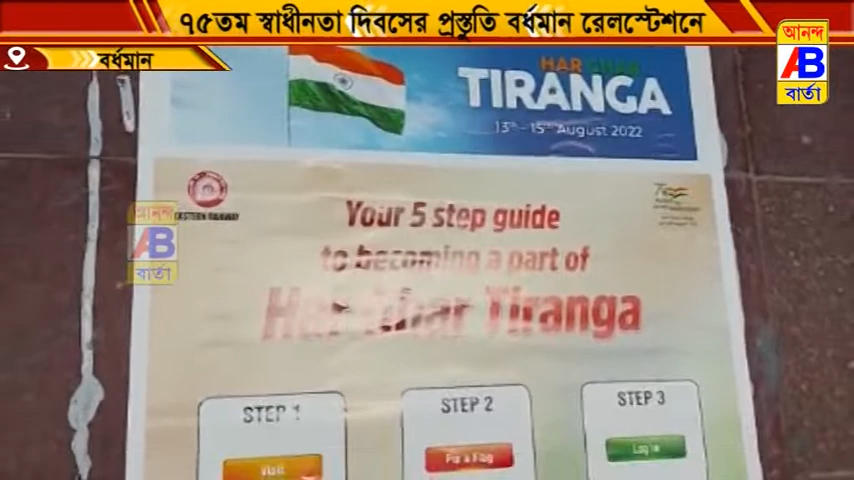 ৭৫তম স্বাধীনতা দিবসের প্রস্তুতি বর্ধমান রেলস্টেশনে
বর্ধমান
আনন্দ
AB
বার্তা
HAR GHAR
TIRANGA
13th - 15th August 2022
EASTERN RAILWAY
আনন্দ
AB
বার্তা
Your 5 step guide
to becoming a part of
Har Ghar Tiranga
STEP 1
STEP 2
STEP 3
Visit
Pin a Flag
Log In